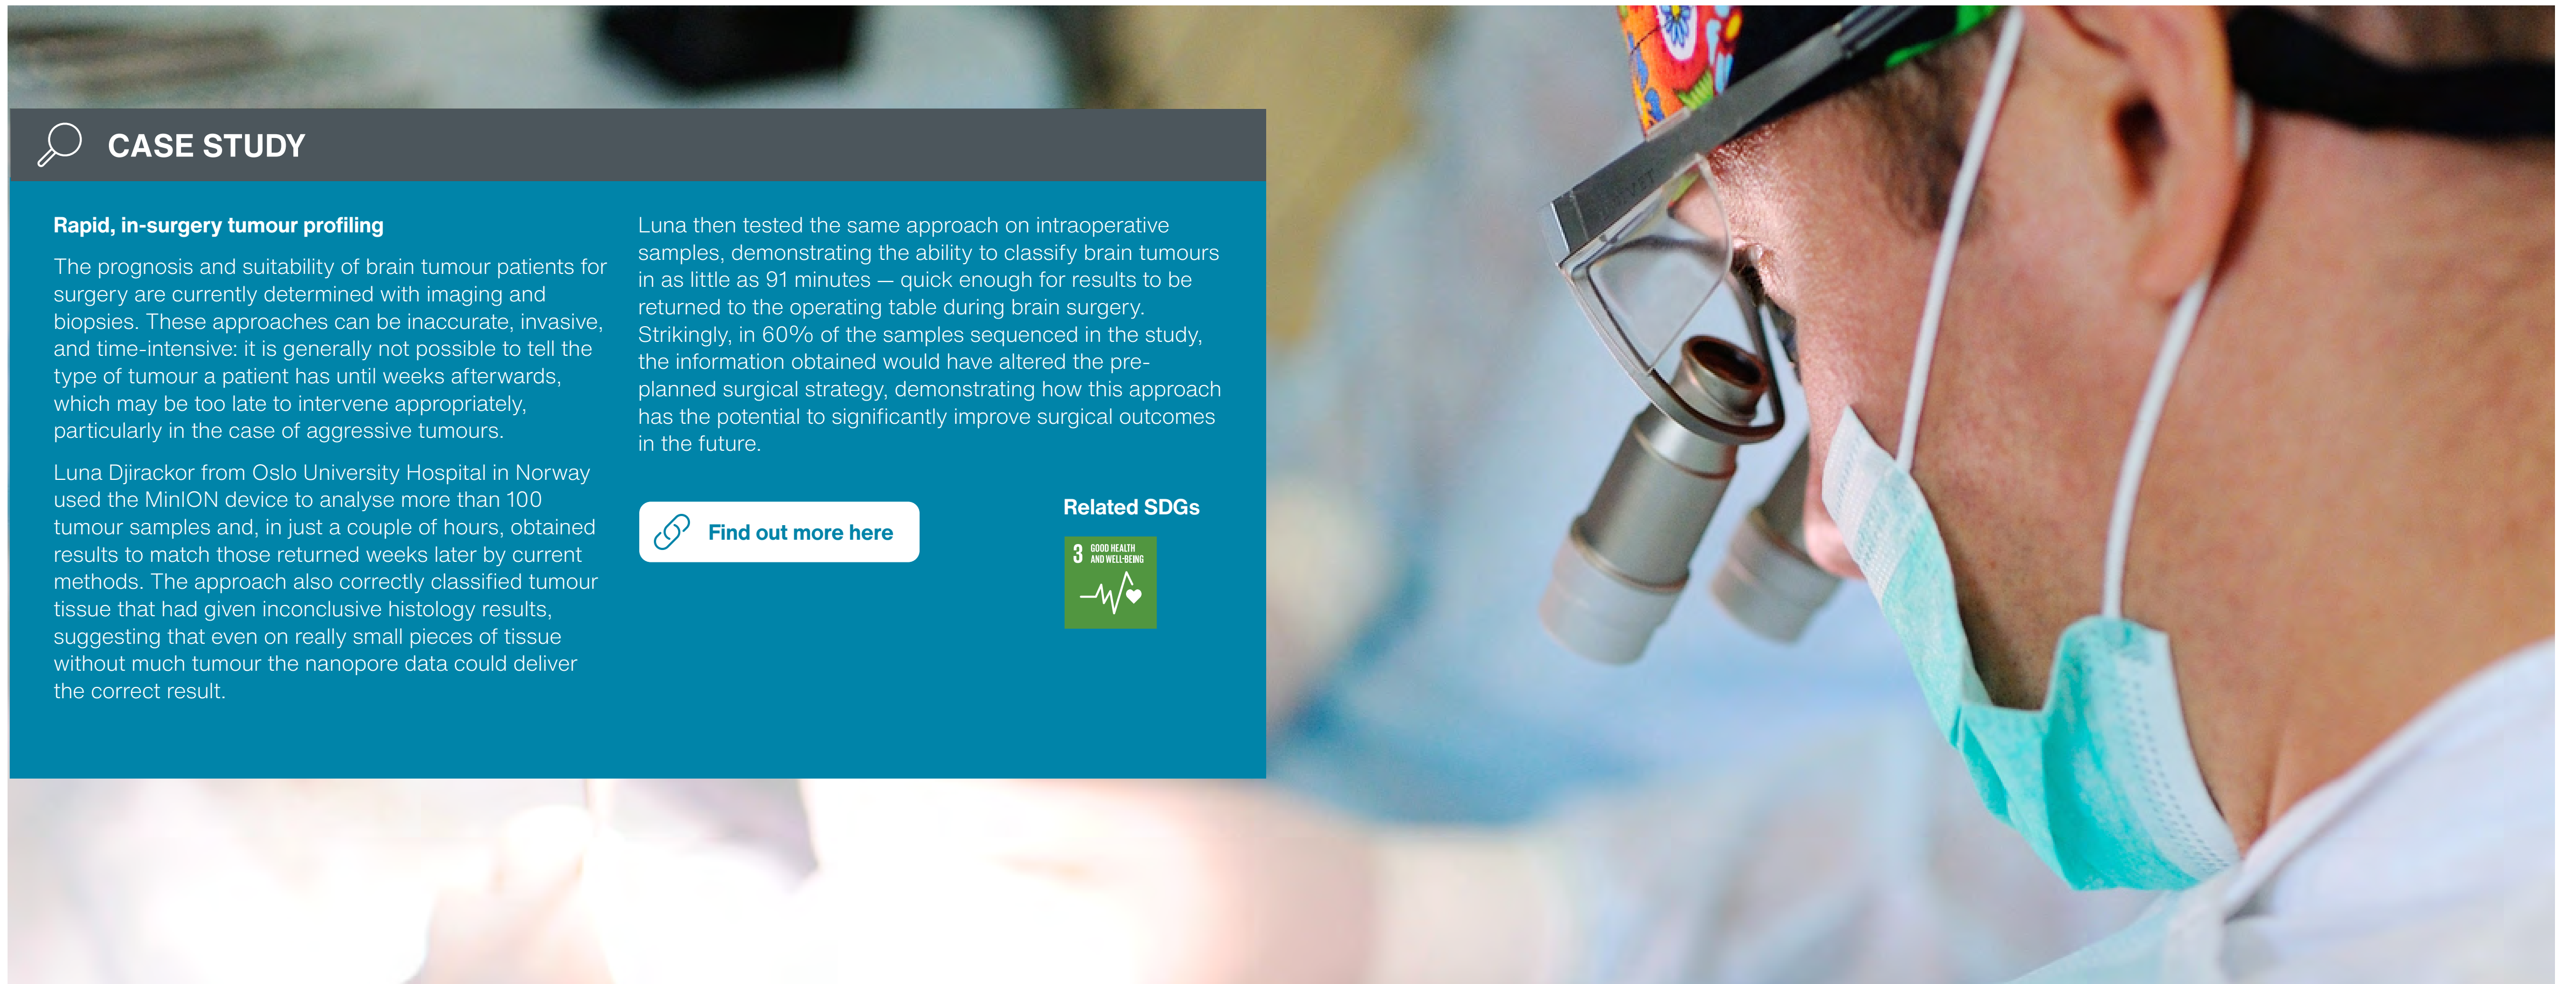 CASE STUDY
Rapid, in-surgery tumour profiling
The prognosis and suitability of brain tumour patients for
surgery are currently determined with imaging and
biopsies. These approaches can be inaccurate, invasive,
and time-intensive: it is generally not possible to tell the
type of tumour a patient has until weeks afterwards,
which may be too late to intervene appropriately,
particularly in the case of aggressive tumours.
Luna Djirackor from Oslo University Hospital in Norway
used the MinION device to analyse more than 100
tumour samples and, in just a couple of hours, obtained
results to match those returned weeks later by current
methods. The approach also correctly classified tumour
tissue that had given inconclusive histology results,
suggesting that even on really small pieces of tissue
without much tumour the nanopore data could deliver
the correct result.
Luna then tested the same approach on intraoperative
samples, demonstrating the ability to classify brain tumours
in as little as 91 minutes — quick enough for results to be
returned to the operating table during brain surgery.
Strikingly, in 60% of the samples sequenced in the study,
the information obtained would have altered the pre-
planned surgical strategy, demonstrating how this approach
has the potential to significantly improve surgical outcomes
in the future.
Find out more here
Related SDGs
3 GOOD HEALTH
AND WELL-BEING